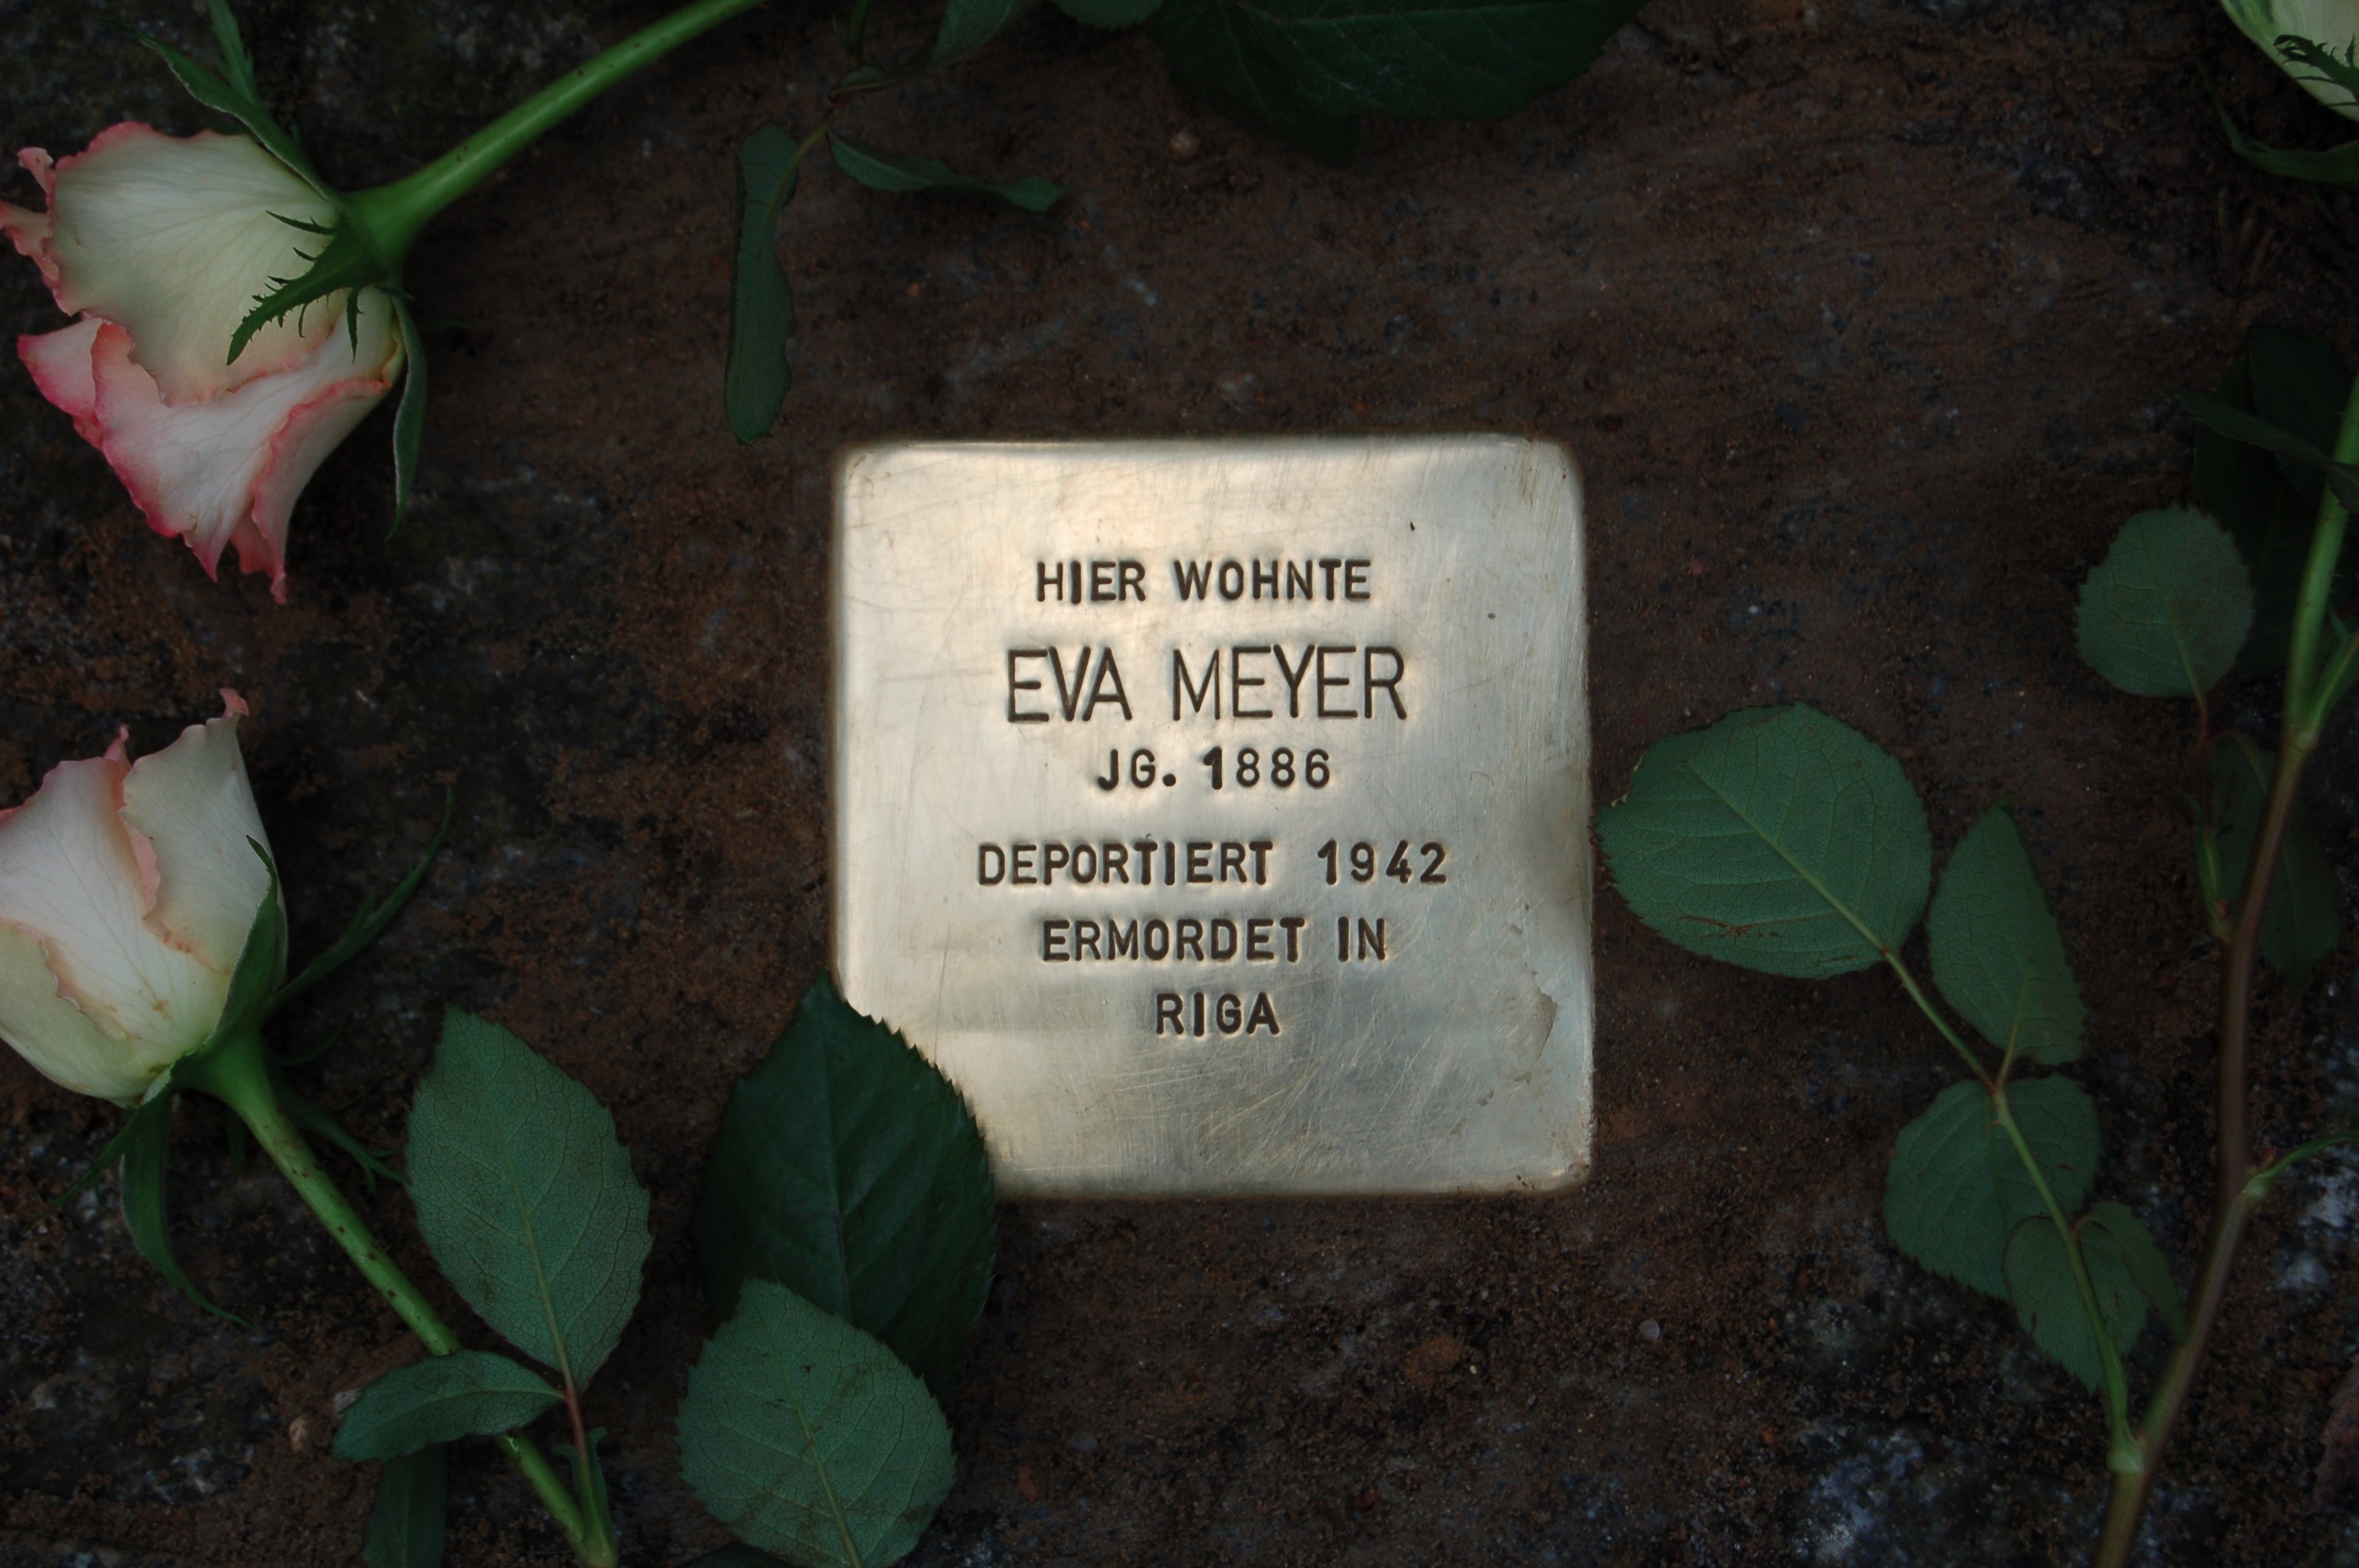 HIER WOHNTE
EVA MEYER
JG. 1886
DEPORTIERT 1942
ERMORDET IN
RIGA